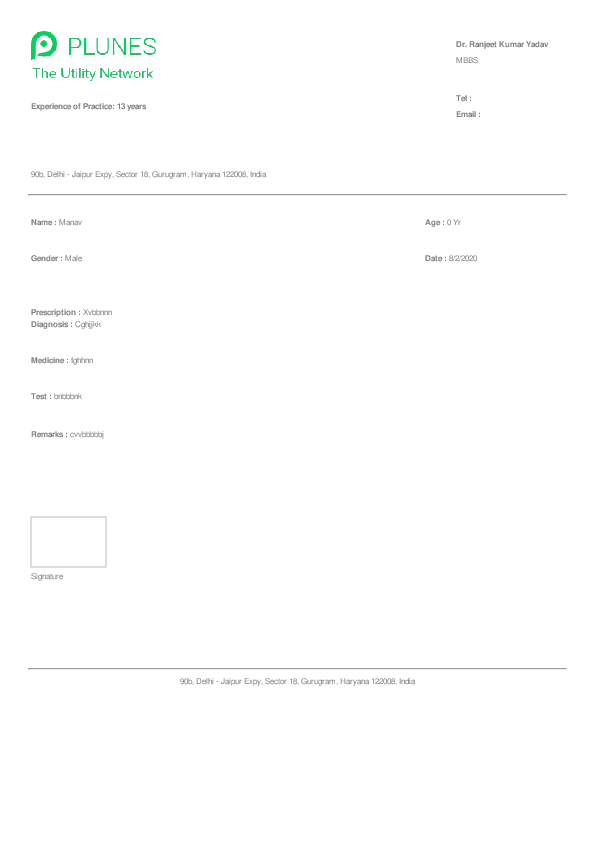 PLUNES
The Utility Network
Dr. Ranjeet Kumar Yadav
MBBS
Tel :
Email :
Experience of Practice: 13 years
90b, Delhi - Jaipur Expy, Sector 18, Gurugram, Haryana 122008, India
Name : Manav
Age : 0 Yr
Gender : Male
Date : 8/2/2020
Prescription : Xvbbnnn
Diagnosis : Cghjjkk
Medicine : fghhnn
Test : bnbbbnk
Remarks : cvvbbbbbj
Signature
90b, Delhi - Jaipur Expy, Sector 18, Gurugram, Haryana 122008, India